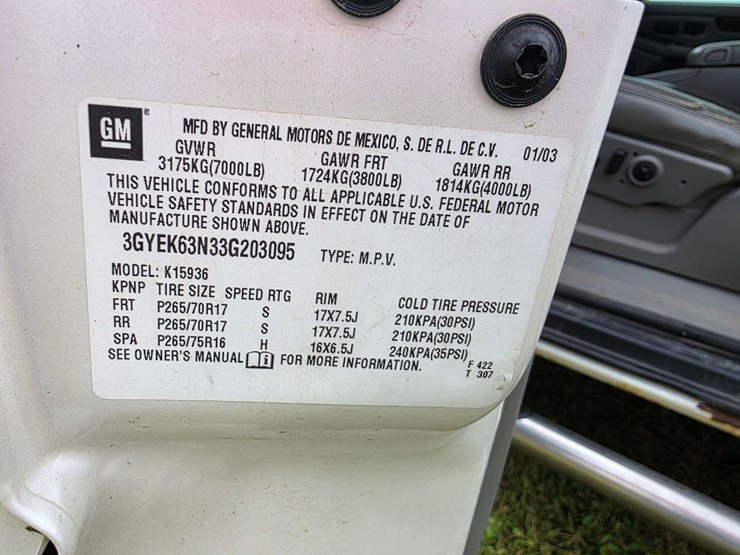 GM ®
MFD BY GENERAL MOTORS DE MEXICO, S. DE R.L. DE C.V. 01/03
GVWR GAWR FRT GAWR RR
3175KG(7000LB) 1724KG(3800LB) 1814KG(4000LB)
THIS VEHICLE CONFORMS TO ALL APPLICABLE U.S. FEDERAL MOTOR
VEHICLE SAFETY STANDARDS IN EFFECT ON THE DATE OF
MANUFACTURE SHOWN ABOVE.
3GYEK63N33G203095 TYPE: M.P.V.
MODEL: K15936
KPNP TIRE SIZE SPEED RTG RIM COLD TIRE PRESSURE
FRT P265/70R17 S 17X7.5J 210KPA(30PSI)
RR P265/70R17 S 17X7.5J 210KPA(30PSI)
SPA P265/75R16 H 16X6.5J 240KPA(35PSI)
SEE OWNER'S MANUAL FOR MORE INFORMATION.
F 422
T 307